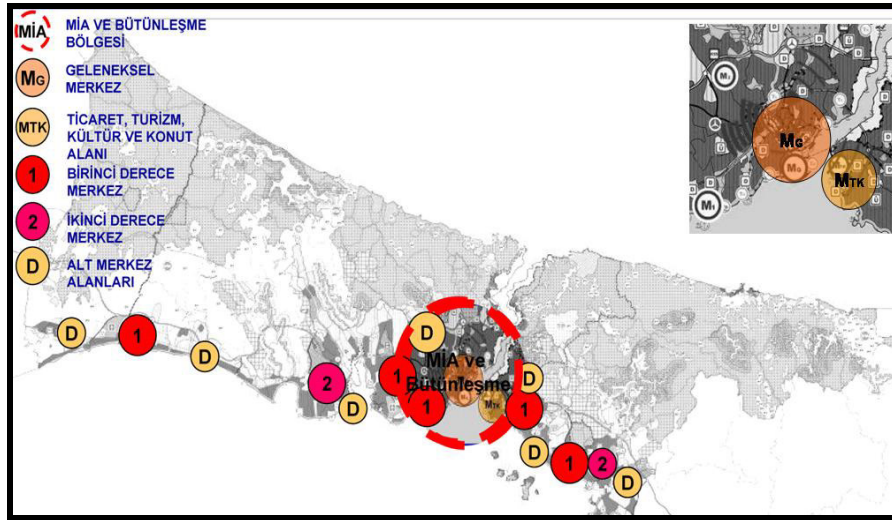 MİA
MİA VE BÜTÜNLEŞME
BÖLGESİ
MG
GELENEKSEL
MERKEZ
MTK
TİCARET, TURİZM,
KÜLTÜR VE KONUT
ALANI
1
BİRİNCİ DERECE
MERKEZ
2
İKİNCİ DERECE
MERKEZ
D
ALT MERKEZ
ALANLARI
MG
MTK
M1
D
1
D
2
D
D
1
1
MİA ve
Bütünleşme
MTK
D
1
D
1
2
D